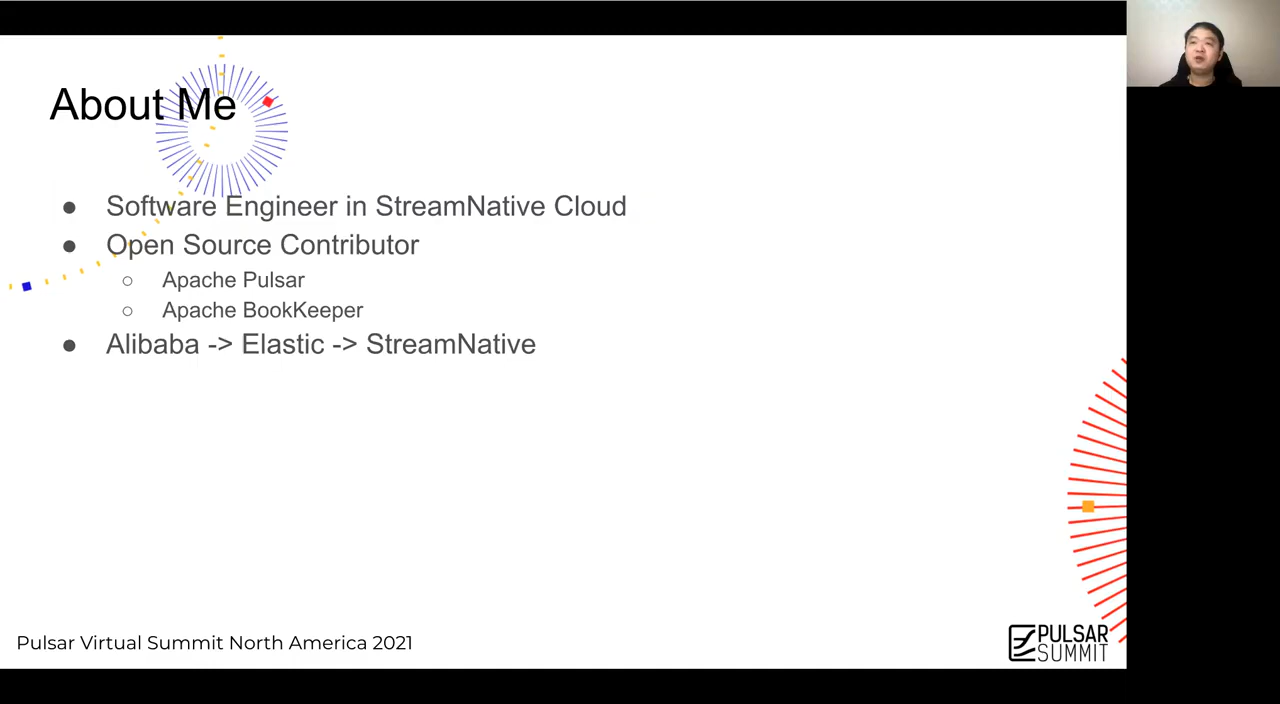 About Me
● Software Engineer in StreamNative Cloud
● Open Source Contributor
○ Apache Pulsar
○ Apache BookKeeper
● Alibaba -> Elastic -> StreamNative
Pulsar Virtual Summit North America 2021
PULSAR
SUMMIT